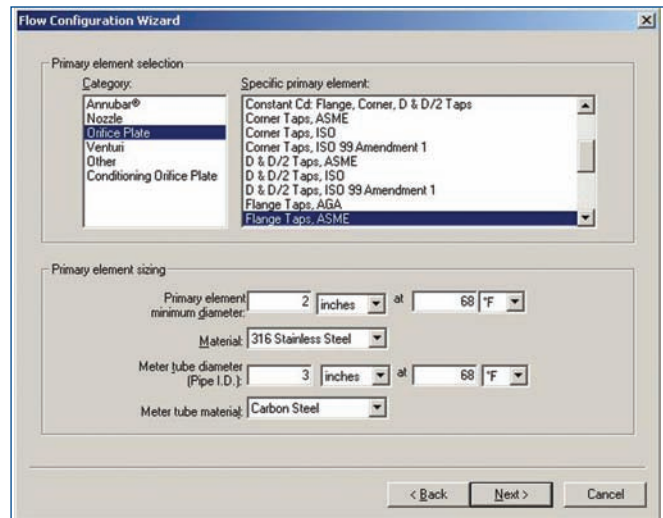 Flow Configuration Wizard
Primary element selection
Category:
Specific primary element:
Annubar®
Nozzle
Orifice Plate
Venturi
Other
Conditioning Orifice Plate
Constant Cd: Flange, Corner, D & D/2 Taps
Corner Taps, ASME
Corner Taps, ISO
Corner Taps, ISO 99 Amendment 1
D & D/2 Taps, ASME
D & D/2 Taps, ISO
D & D/2 Taps, ISO 99 Amendment 1
Flange Taps, AGA
Flange Taps, ASME
Primary element sizing
Primary element
minimum diameter: 2 inches at 68 °F
Material: 316 Stainless Steel
Meter tube diameter
(Pipe I.D.): 3 inches at 68 °F
Meter tube material: Carbon Steel
< Back Next > Cancel